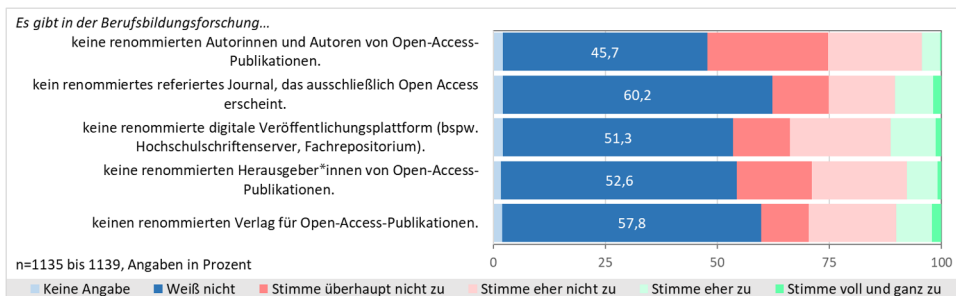 Es gibt in der Berufsbildungsforschung...
keine renommierten Autorinnen und Autoren von Open-Access-
Publikationen.
45,7
kein renommiertes referiertes Journal, das ausschließlich Open Access
erscheint.
60,2
keine renommierte digitale Veröffentlichungsplattform (bspw.
Hochschulschriftenserver, Fachrepositorium).
51,3
keine renommierten Herausgeber*innen von Open-Access-
Publikationen.
52,6
keinen renommierten Verlag für Open-Access-Publikationen.
57,8
n=1135 bis 1139, Angaben in Prozent
0 25 50 75 100
Keine Angabe Weiß nicht Stimme überhaupt nicht zu Stimme eher nicht zu Stimme eher zu Stimme voll und ganz zu